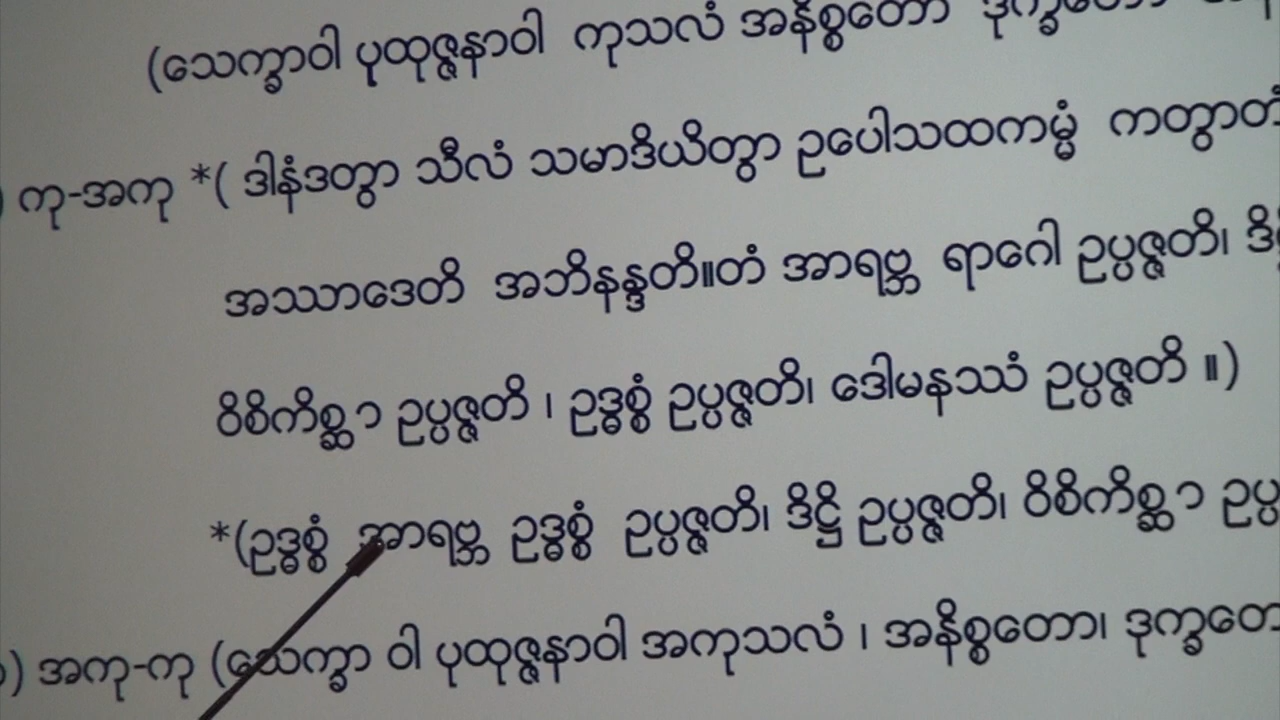 (သေက္ခာဝါ ပုထုဇ္ဇနာဝါ ကုသလံ အနိစ္စတော ဒုက္ခတော
) ကု-အကု *( ဒါနံဒတွာ သီလံ သမာဒိယိတွာ ဥပေါသထကမ္မံ ကတွာတံ
အဿာဒေတိ အဘိနန္ဒတိ။တံ အာရဗ္ဘ ရာဂေါ ဥပ္ပဇ္ဇတိ၊
ဝိစိကိစ္ဆာ ဥပ္ပဇ္ဇတိ ၊ ဥဒ္ဓစ္စံ ဥပ္ပဇ္ဇတိ၊ ဒေါမနဿံ ဥပ္ပဇ္ဇတိ ။)
*(ဥဒ္ဓစ္စံ အာရဗ္ဘ ဥဒ္ဓစ္စံ ဥပ္ပဇ္ဇတိ၊ ဒိဋ္ဌိ ဥပ္ပဇ္ဇတိ၊ ဝိစိကိစ္ဆာ ဥပ္ပ
) အကု-ကု (သေက္ခာ ဝါ ပုထုဇ္ဇနာဝါ အကုသလံ ၊ အနိစ္စတော၊ ဒုက္ခတေ